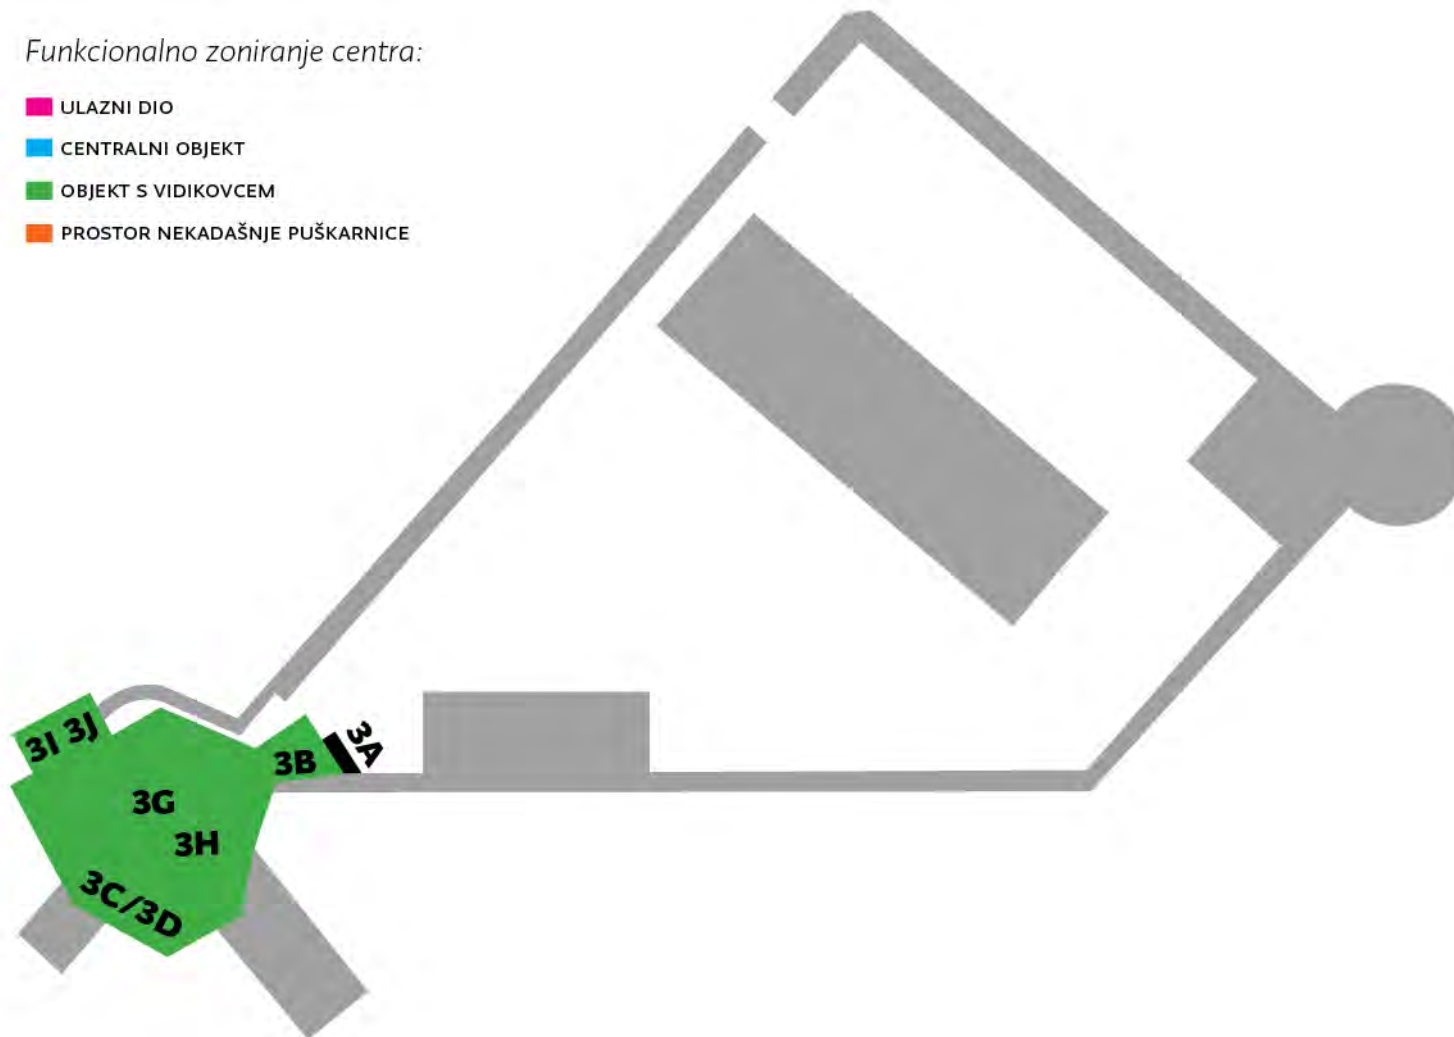 Funkcionalno zoniranje centra:
ULAZNI DIO
CENTRALNI OBJEKT
OBJEKT S VIDIKOVCEM
PROSTOR NEKADAŠNJE PUŠKARNICE
3I 3J
3A
3B
3G
3H
3C/3D